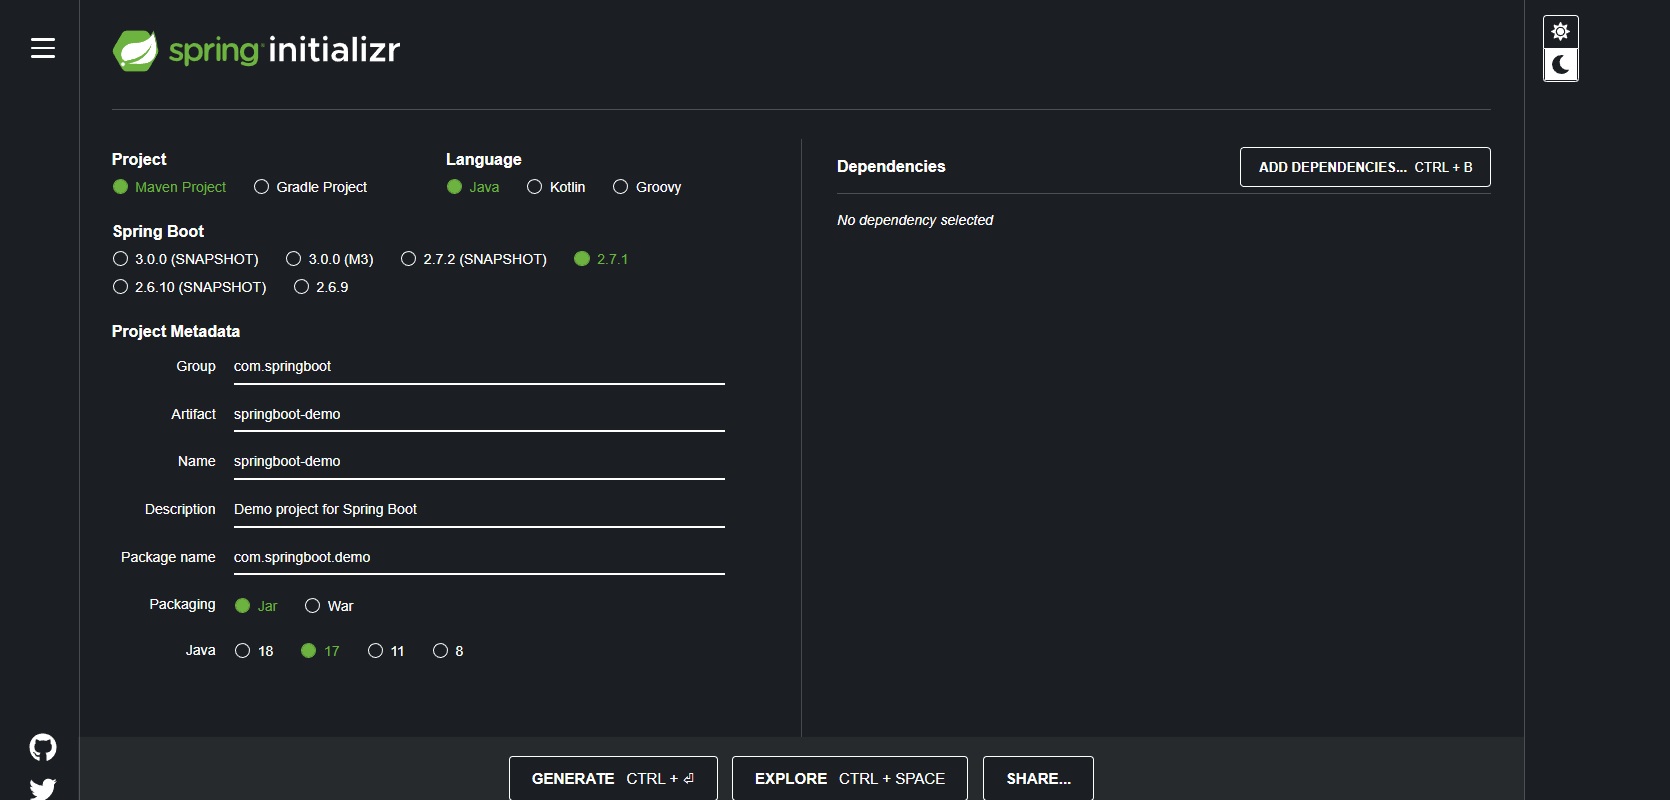 spring initializr
Project
Maven Project Gradle Project
Language
Java Kotlin Groovy
Spring Boot
3.0.0 (SNAPSHOT) 3.0.0 (M3) 2.7.2 (SNAPSHOT) 2.7.1
2.6.10 (SNAPSHOT) 2.6.9
Project Metadata
Group com.springboot
Artifact springboot-demo
Name springboot-demo
Description Demo project for Spring Boot
Package name com.springboot.demo
Packaging Jar War
Java 18 17 11 8
Dependencies
ADD DEPENDENCIES... CTRL + B
No dependency selected
GENERATE CTRL + ⏎ EXPLORE CTRL + SPACE SHARE...